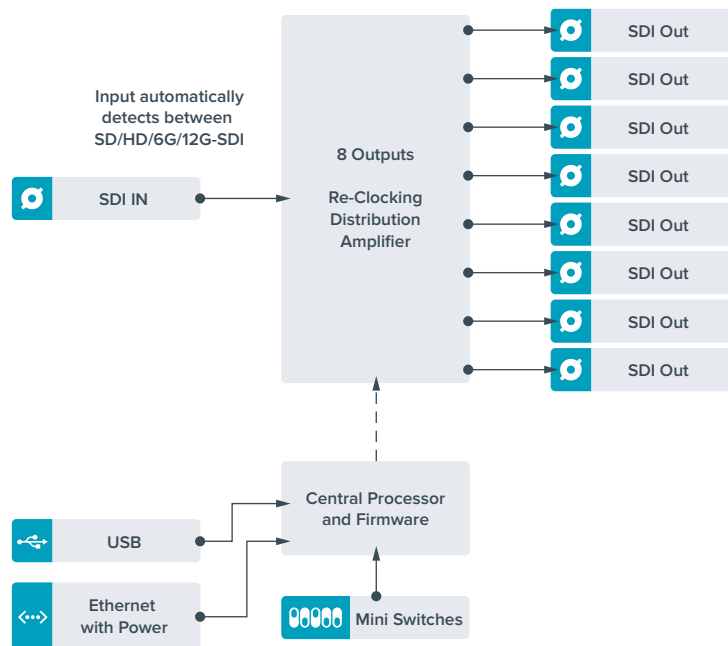 Input automatically
detects between
SD/HD/6G/12G-SDI
SDI IN
8 Outputs
Re-Clocking
Distribution
Amplifier
SDI Out
SDI Out
SDI Out
SDI Out
SDI Out
SDI Out
SDI Out
SDI Out
Central Processor
and Firmware
USB
Ethernet
with Power
Mini Switches